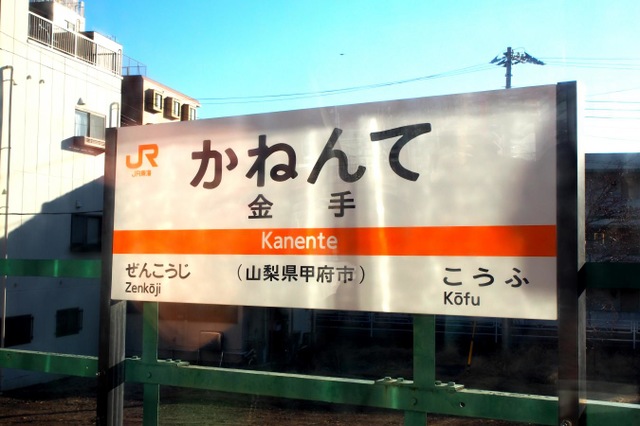 JR
JR東海
かねんて
金手
Kanente
ぜんこうじ
Zenkōji
(山梨県甲府市)
こうふ
Kōfu